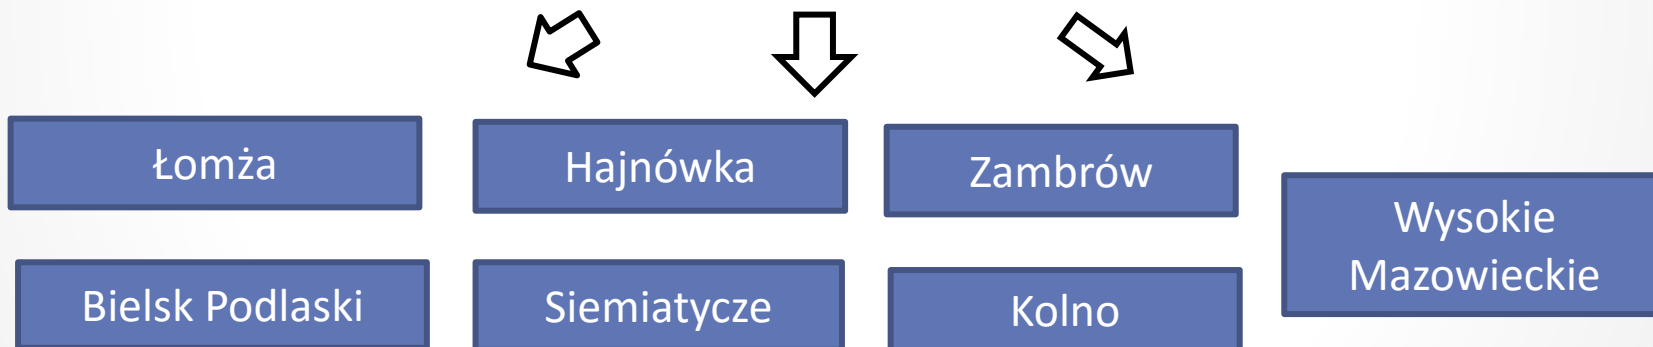 Łomża
Hajnówka
Zambrów
Wysokie
Mazowieckie
Bielsk Podlaski
Siemiatycze
Kolno